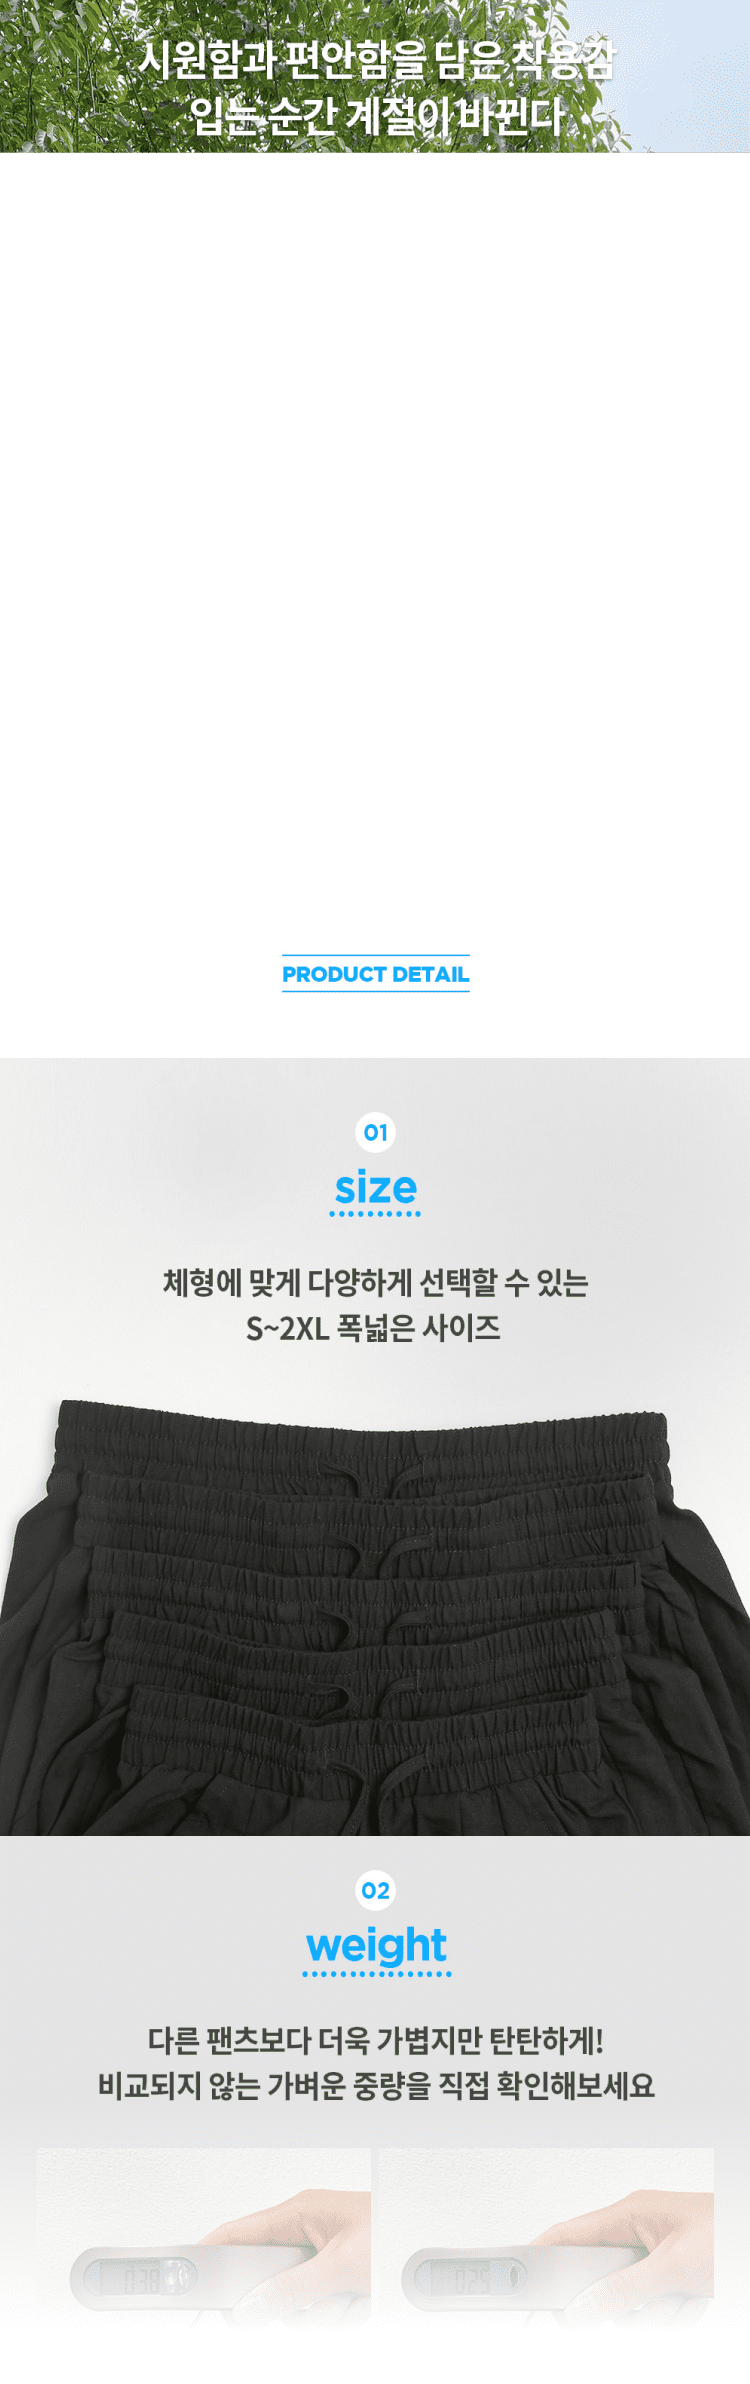 시원함과 편안함을 담은 착용감
입는 순간 계절이 바뀐다
PRODUCT DETAIL
01
size
체형에 맞게 다양하게 선택할 수 있는
S~2XL 폭넓은 사이즈
02
weight
다른 팬츠보다 더욱 가볍지만 탄탄하게!
비교되지 않는 가벼운 중량을 직접 확인해보세요
0.38
0.25